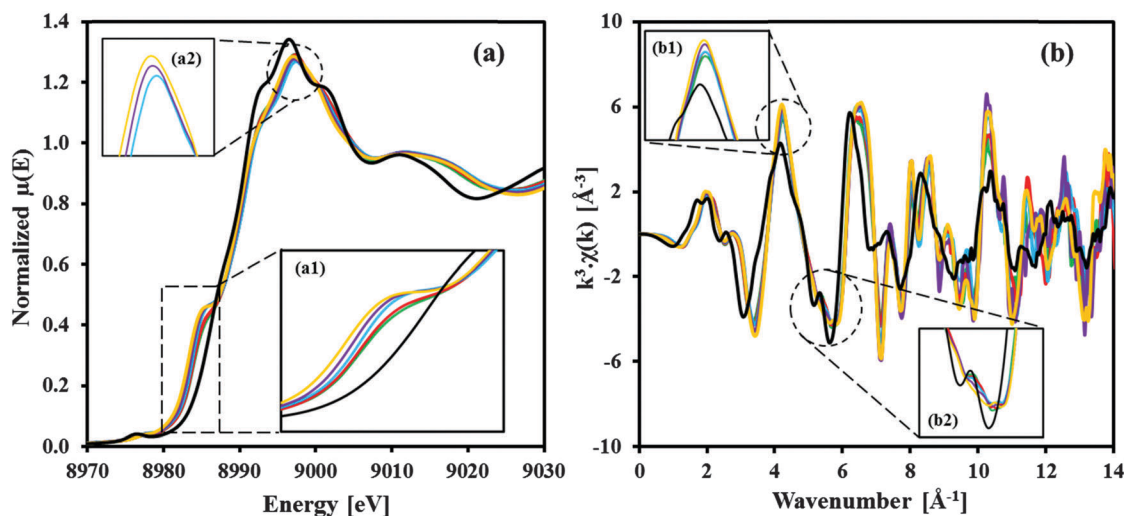 1.4
1.2
1.0
0.8
0.6
0.4
0.2
0.0
Normalized μ(E)
(a)
(a2)
(a1)
8970 8980 8990 9000 9010 9020 9030
Energy [eV]
10
6
2
-2
-6
-10
k³·χ(k) [Å⁻³]
(b)
(b1)
(b2)
0 2 4 6 8 10 12 14
Wavenumber [Å⁻¹]